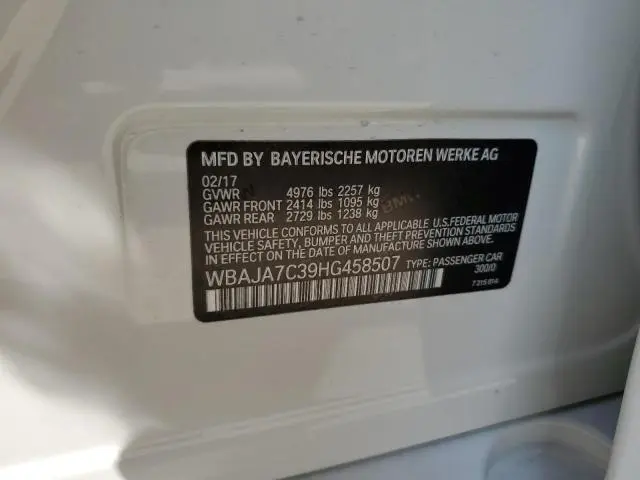 MFD BY BAYERISCHE MOTOREN WERKE AG
02/17
GVWR 4976 lbs 2257 kg
GAWR FRONT 2414 lbs 1095 kg
GAWR REAR 2729 lbs 1238 kg
THIS VEHICLE CONFORMS TO ALL APPLICABLE U.S.FEDERAL MOTOR
VEHICLE SAFETY, BUMPER AND THEFT PREVENTION STANDARDS
IN EFFECT ON THE DATE OF MANUFACTURE SHOWN ABOVE.
WBAJA7C39HG458507 TYPE: PASSENGER CAR
300/0
7 315 814
BMW